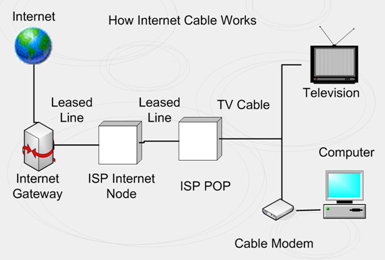 How Internet Cable Works
Internet
Leased
Line
Leased
Line
TV Cable
Television
Internet
Gateway
ISP Internet
Node
ISP POP
Computer
Cable Modem